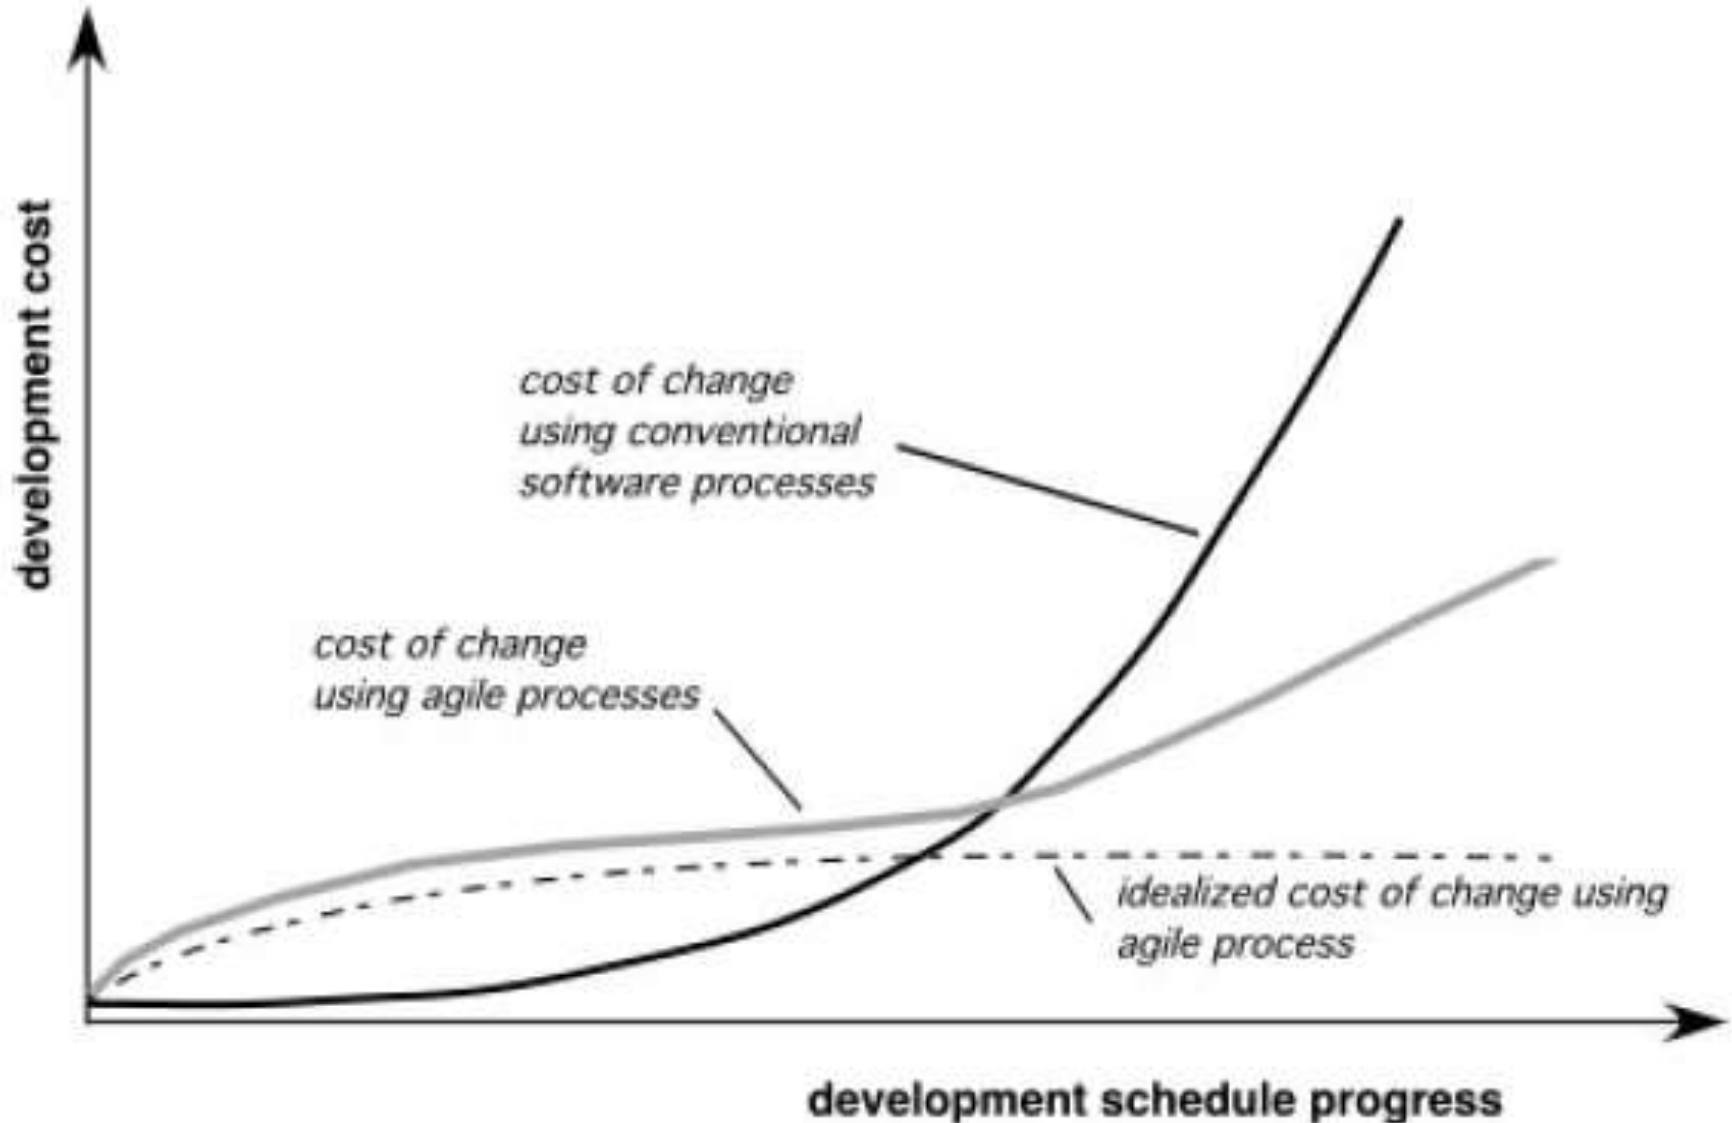 development cost
cost of change
using conventional
software processes
cost of change
using agile processes
idealized cost of change using
agile process
development schedule progress